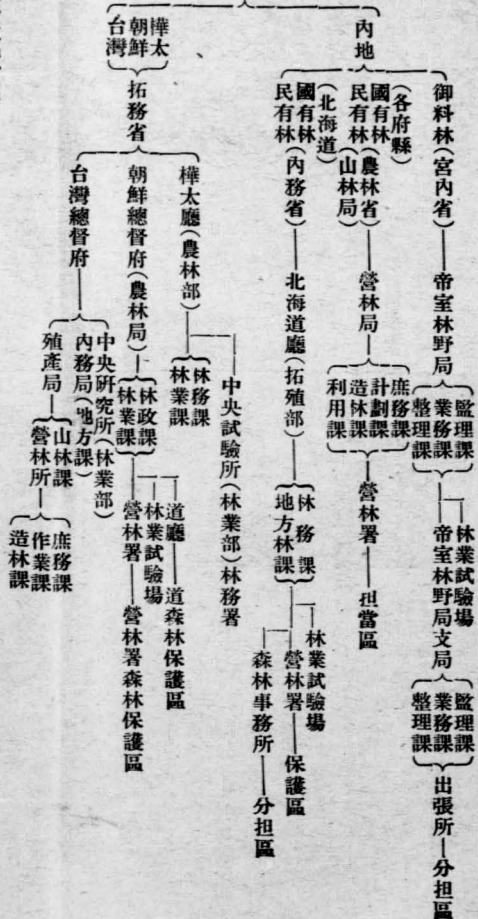 內地
御料林(宮內省)
帝室林野局
監理課
業務課
整理課
林業試驗場
帝室林野局支局
監理課
業務課
整理課
出張所
分担區
(各府縣)
國有林
民有林
(農林省
山林局)
營林局
庶務課
計劃課
造林課
利用課
營林署
担當區
(北海道)
國有林
民有林
(內務省)
北海道廳(拓殖部)
林務課
地方林課
林業試驗場
營林署
保護區
森林事務所
分担區
樺太
朝鮮
台灣
拓務省
樺太廳(農林部)
中央試驗所(林業部)林務署
林務課
林業課
朝鮮總督府(農林局)
林政課
林業課
道廳
道森林保護區
林業試驗場
營林署
營林署森林保護區
台灣總督府
中央硏究所(林業部)
內務局(地方課)
殖產局
山林課
營林所
庶務課
作業課
造林課